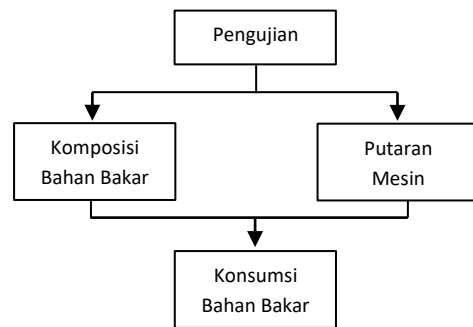 Pengujian
Komposisi
Bahan Bakar
Putaran
Mesin
Konsumsi
Bahan Bakar